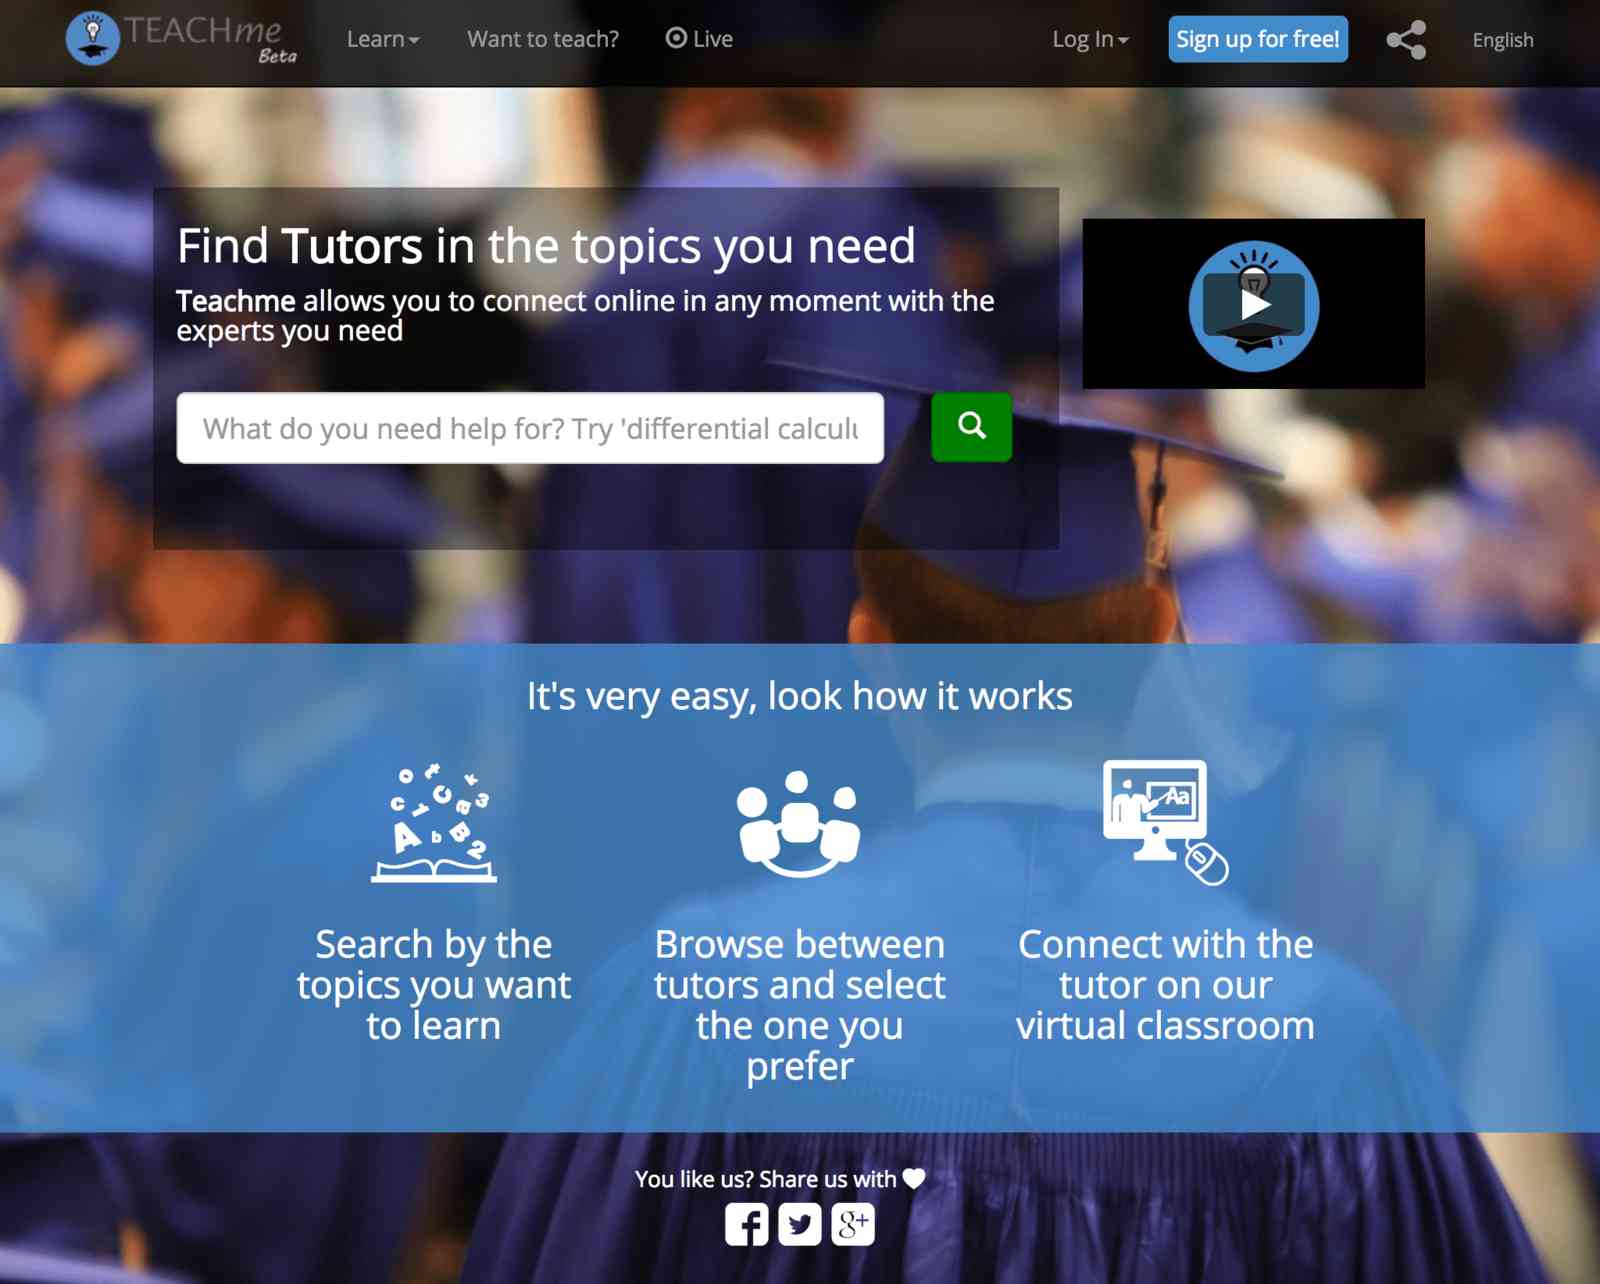 TEACHme
Beta
Learn
Want to teach?
Live
Log In
Sign up for free!
English
Find Tutors in the topics you need
Teachme allows you to connect online in any moment with the
experts you need
What do you need help for? Try 'differential calculu
It's very easy, look how it works
Search by the
topics you want
to learn
Browse between
tutors and select
the one you
prefer
Aa
Connect with the
tutor on our
virtual classroom
You like us? Share us with